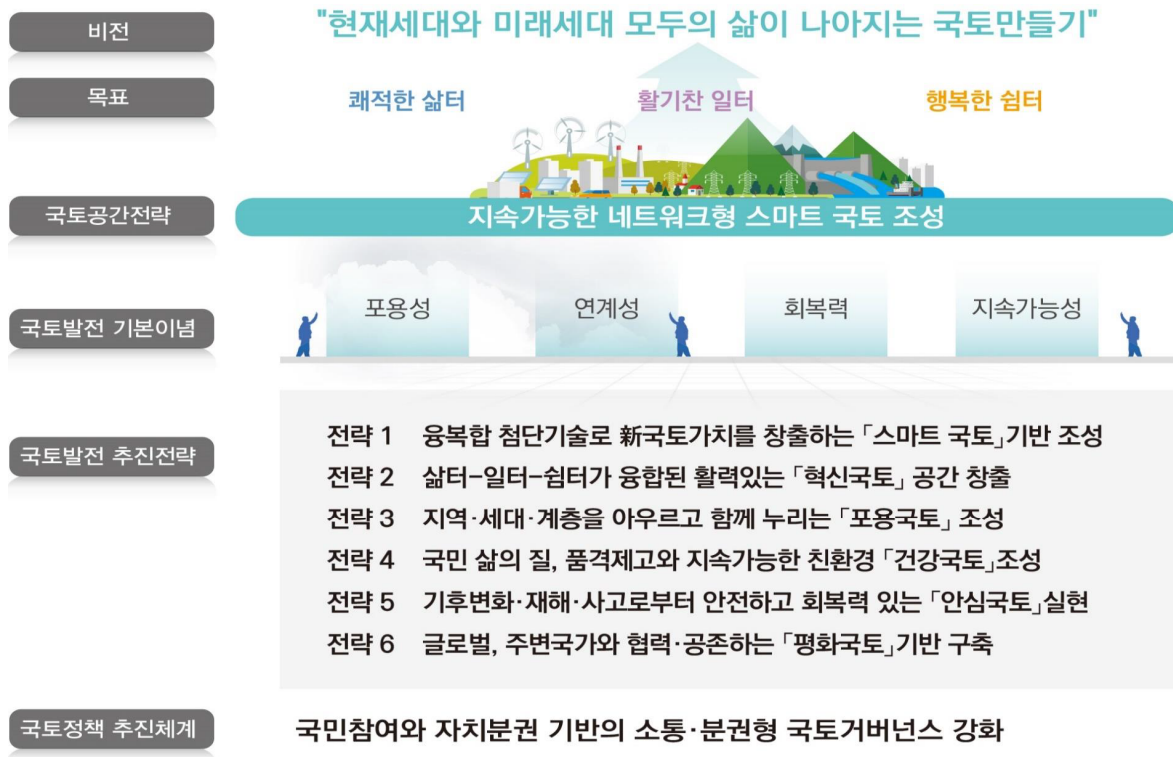 비전
"현재세대와 미래세대 모두의 삶이 나아지는 국토만들기"
목표
쾌적한 삶터 활기찬 일터 행복한 쉼터
국토공간전략
지속가능한 네트워크형 스마트 국토 조성
국토발전 기본이념
포용성 연계성 회복력 지속가능성
국토발전 추진전략
전략 1 융복합 첨단기술로 新국토가치를 창출하는 「스마트 국토」기반 조성
전략 2 삶터-일터-쉼터가 융합된 활력있는 「혁신국토」 공간 창출
전략 3 지역·세대·계층을 아우르고 함께 누리는 「포용국토」 조성
전략 4 국민 삶의 질, 품격제고와 지속가능한 친환경 「건강국토」조성
전략 5 기후변화·재해·사고로부터 안전하고 회복력 있는 「안심국토」실현
전략 6 글로벌, 주변국가와 협력·공존하는 「평화국토」기반 구축
국토정책 추진체계
국민참여와 자치분권 기반의 소통·분권형 국토거버넌스 강화